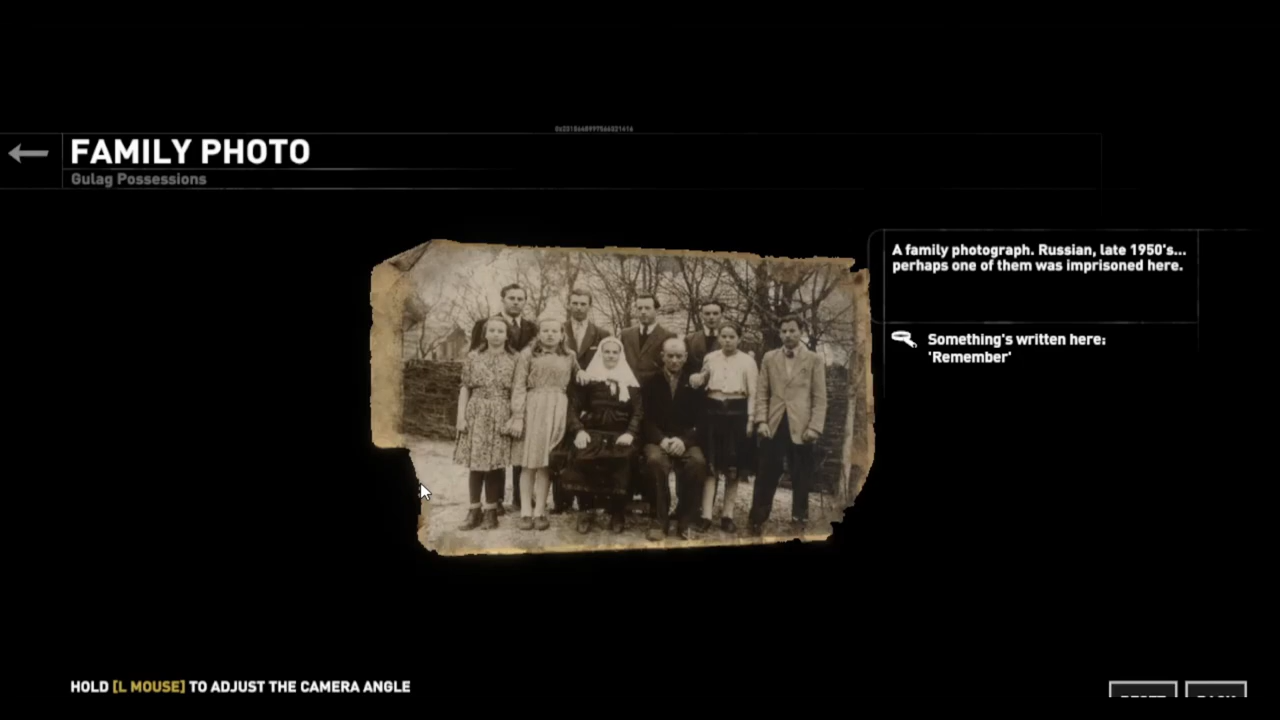 FAMILY PHOTO
Gulag Possessions
A family photograph. Russian, late 1950's...
perhaps one of them was imprisoned here.
Something's written here:
'Remember'
HOLD [L MOUSE] TO ADJUST THE CAMERA ANGLE